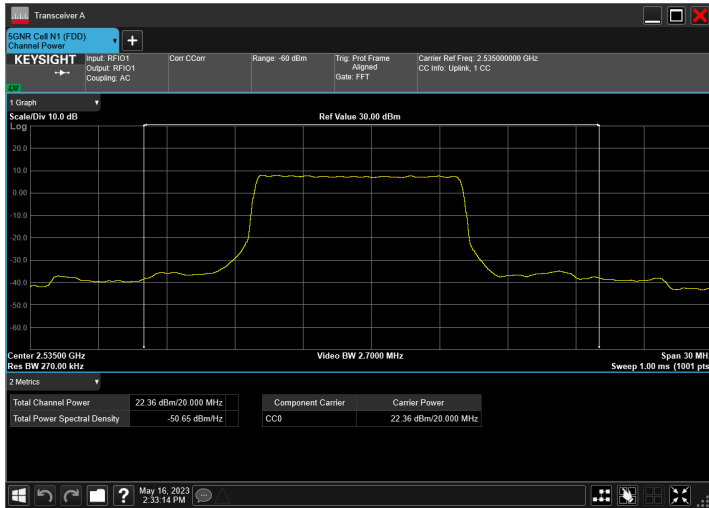 Transceiver A
5GNR Cell N1 (FDD)
Channel Power
KEYSIGHT
LXI
Input: RFIO1
Output: RFIO1
Coupling: AC
Corr CCorr
Range: -60 dBm
Trig: Prot Frame
Aligned
Gate: FFT
Carrier Ref Freq: 2.535000000 GHz
CC Info: Uplink, 1 CC
1 Graph
Scale/Div 10.0 dB
Ref Value 30.00 dBm
Log
20.0
10.0
0.00
-10.0
-20.0
-30.0
-40.0
-50.0
-60.0
Center 2.53500 GHz
Video BW 2.7000 MHz
Span 30 MHz
Res BW 270.00 kHz
Sweep 1.00 ms (1001 pts
2 Metrics
Total Channel Power 22.36 dBm/20.000 MHz
Total Power Spectral Density -50.65 dBm/Hz
Component Carrier Carrier Power
CC0 22.36 dBm/20.000 MHz
?
May 16, 2023
2:33:14 PM